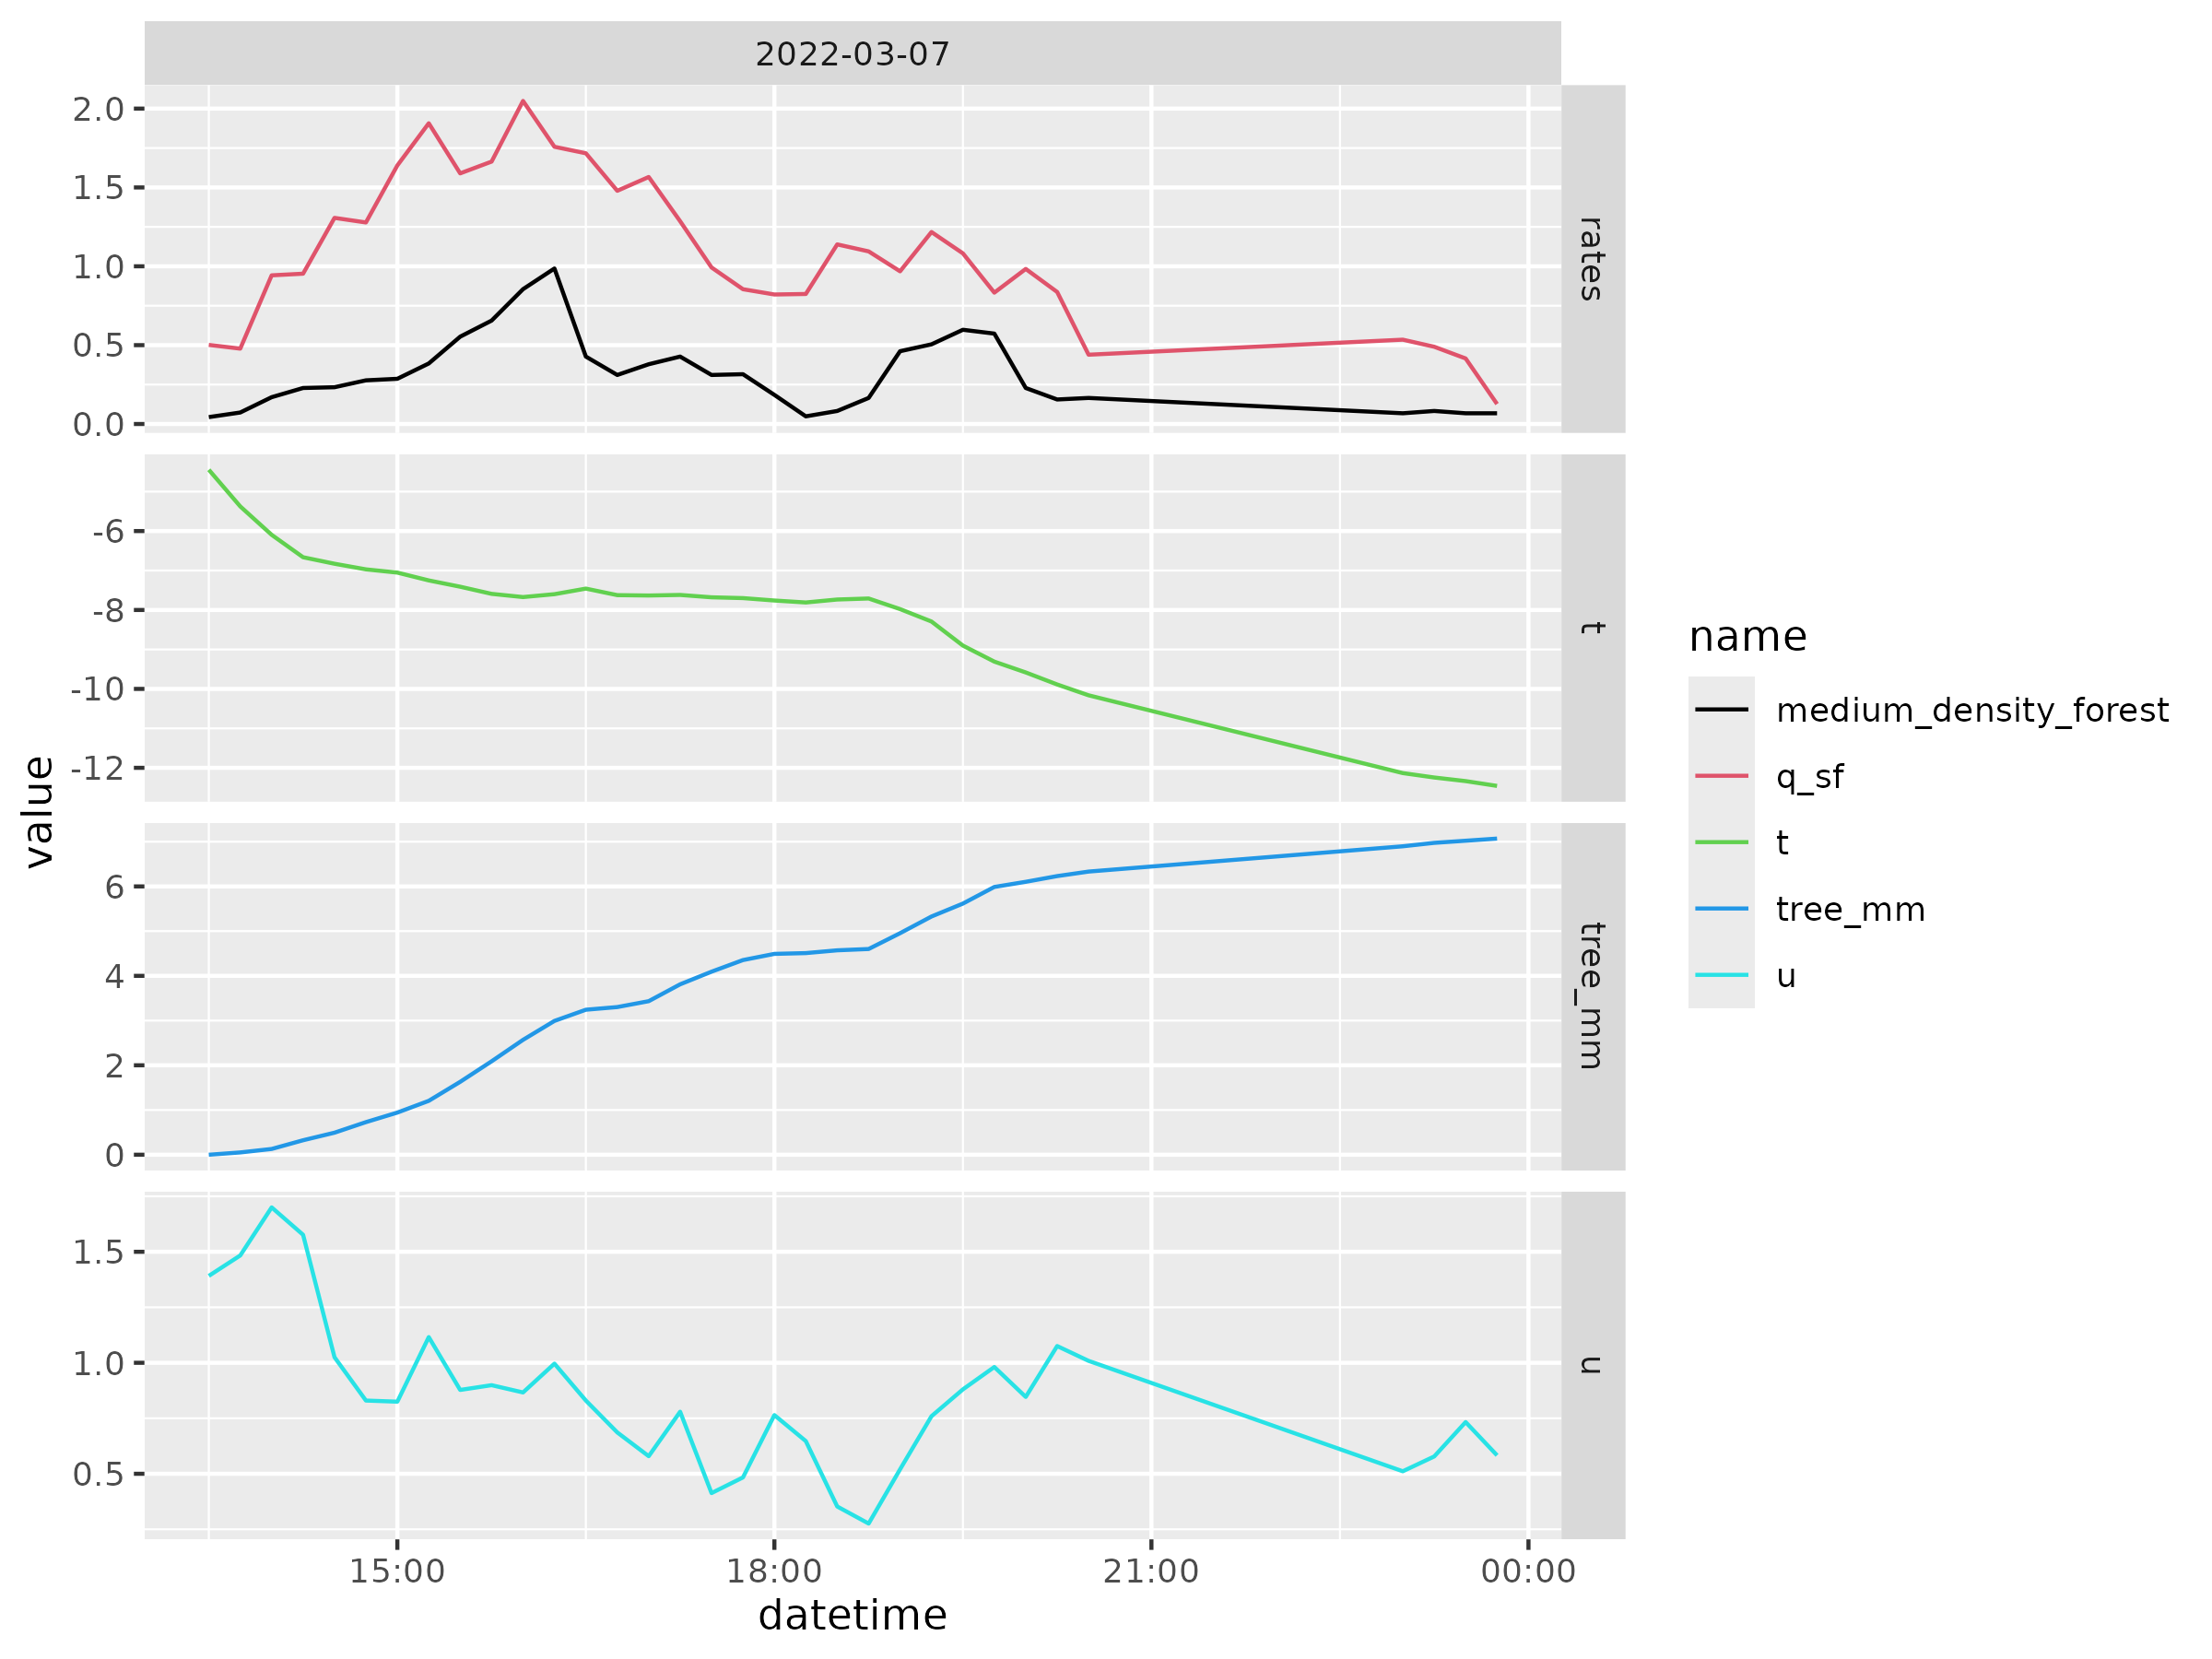 2022-03-07
2.0
1.5
1.0
0.5
0.0
rates
-6
-8
-10
-12
t
6
4
2
0
tree_mm
1.5
1.0
0.5
u
15:00
18:00
21:00
00:00
datetime
value
name
medium_density_forest
q_sf
t
tree_mm
u